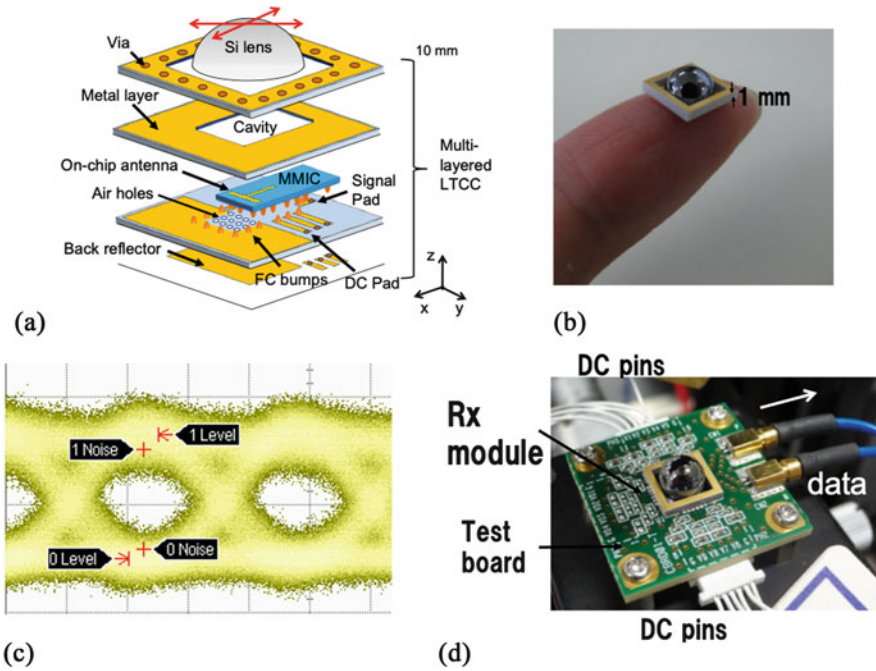 Si lens
10 mm
Via
Metal layer
Cavity
On-chip antenna
MMIC
Multi-
layered
LTCC
Air holes
Signal
Pad
Back reflector
FC bumps
DC Pad
z
x
y
(a)
1 mm
(b)
1 Level
1 Noise
0 Level
0 Noise
(c)
DC pins
Rx
module
data
Test
board
DC pins
(d)